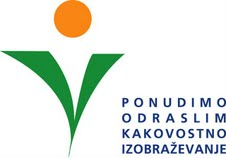 PONUDIMO
ODRASLIM
KAKOVOSTNO
IZOBRAŽEVANJE